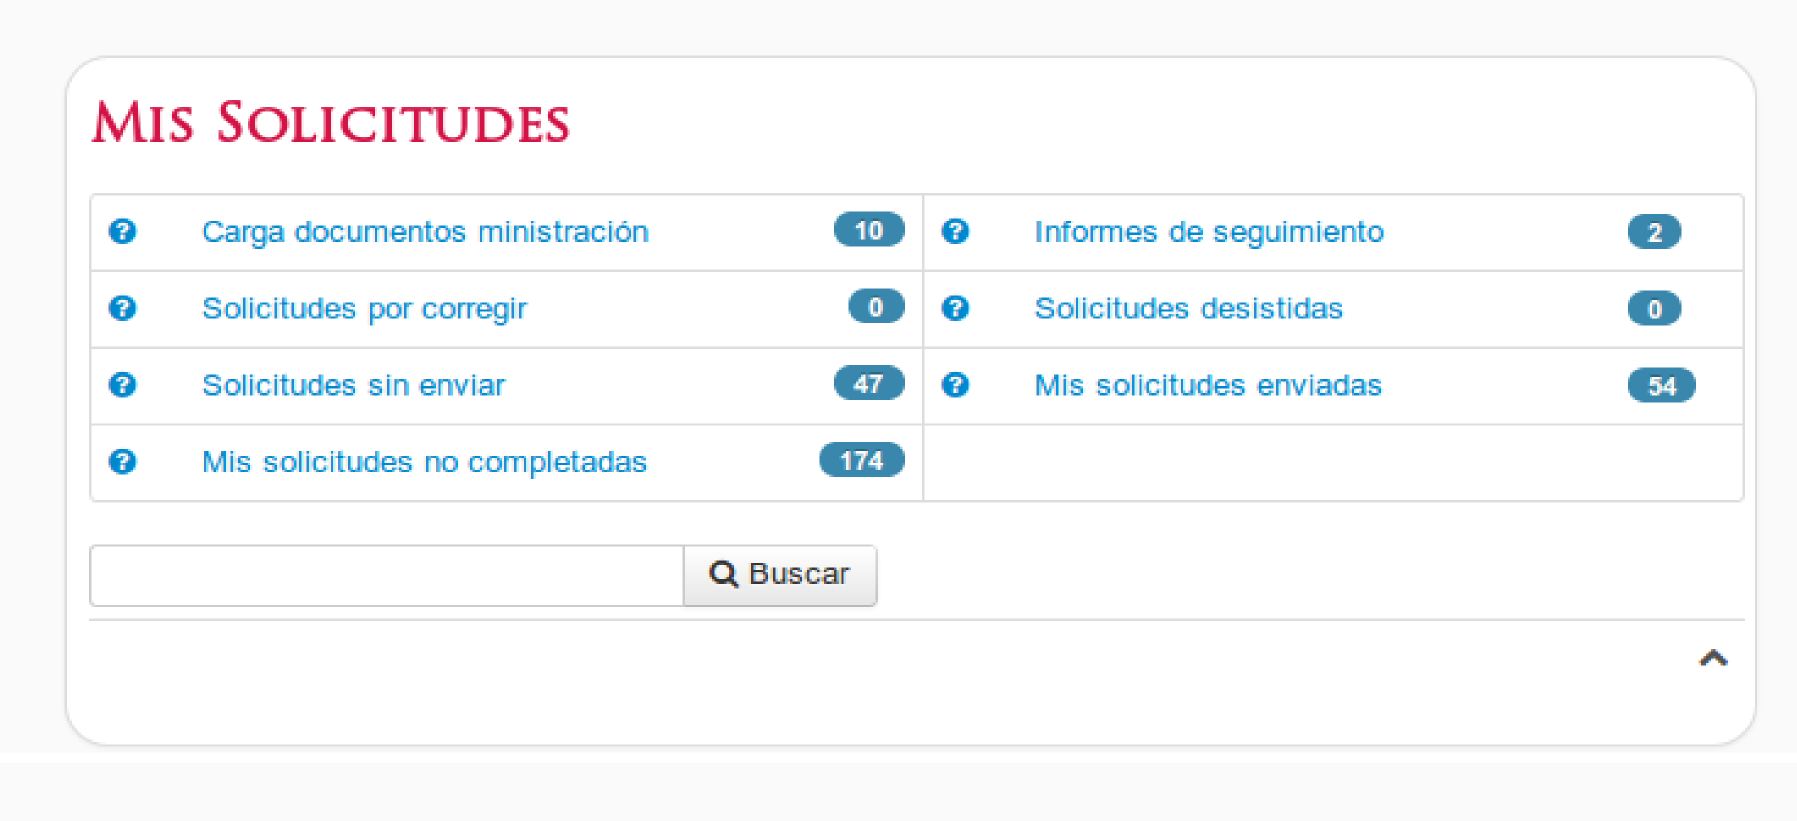 Mis Solicitudes
Carga documentos ministración 10 Informes de seguimiento 2
Solicitudes por corregir 0 Solicitudes desistidas 0
Solicitudes sin enviar 47 Mis solicitudes enviadas 54
Mis solicitudes no completadas 174
Buscar